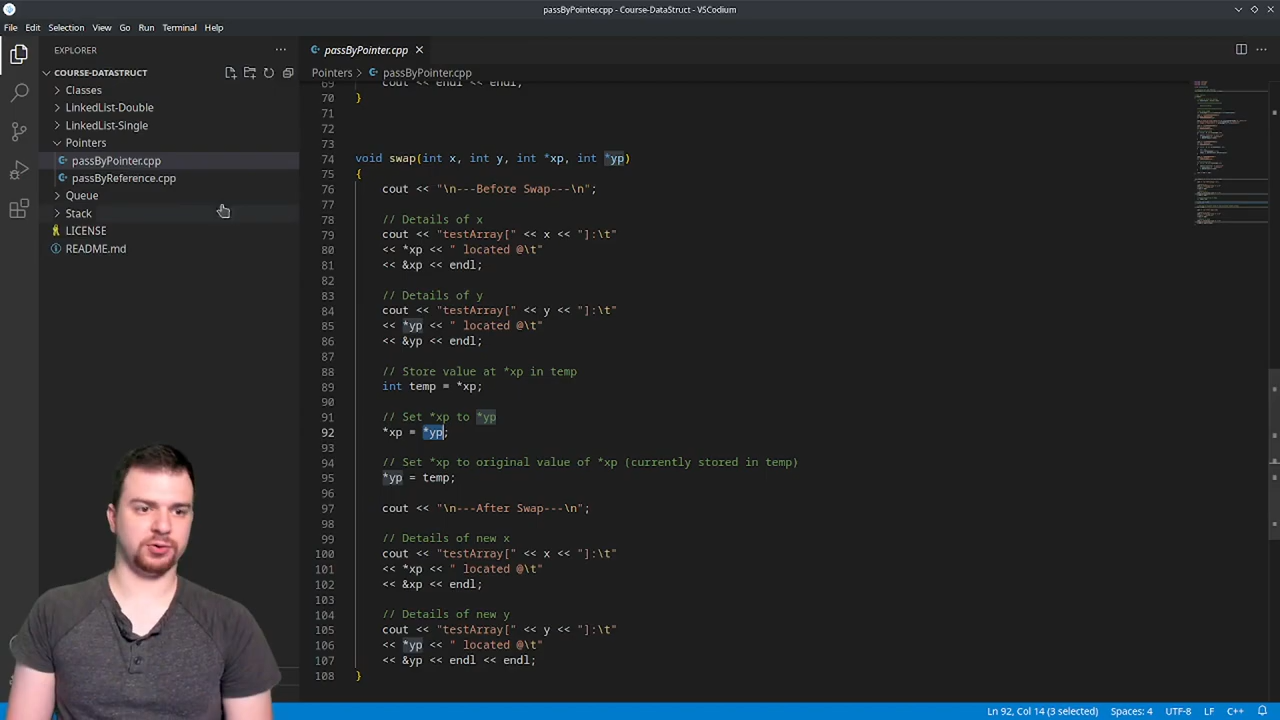 passByPointer.cpp - Course-DataStruct - VSCodium
File Edit Selection View Go Run Terminal Help
EXPLORER
COURSE-DATASTRUCT
Classes
LinkedList-Double
LinkedList-Single
Pointers
passByPointer.cpp
passByReference.cpp
Queue
Stack
LICENSE
README.md
passByPointer.cpp
Pointers > passByPointer.cpp
69 cout << endl << endl;
70 }
71
72
73
74 void swap(int x, int y, int *xp, int *yp)
75 {
76 cout << "\n---Before Swap---\n";
77
78 // Details of x
79 cout << "testArray[" << x << "]:\t"
80 << *xp << " located @\t"
81 << &xp << endl;
82
83 // Details of y
84 cout << "testArray[" << y << "]:\t"
85 << *yp << " located @\t"
86 << &yp << endl;
87
88 // Store value at *xp in temp
89 int temp = *xp;
90
91 // Set *xp to *yp
92 *xp = *yp;
93
94 // Set *xp to original value of *xp (currently stored in temp)
95 *yp = temp;
96
97 cout << "\n---After Swap---\n";
98
99 // Details of new x
100 cout << "testArray[" << x << "]:\t"
101 << *xp << " located @\t"
102 << &xp << endl;
103
104 // Details of new y
105 cout << "testArray[" << y << "]:\t"
106 << *yp << " located @\t"
107 << &yp << endl << endl;
108 }
Ln 92, Col 14 (3 selected) Spaces: 4 UTF-8 LF C++